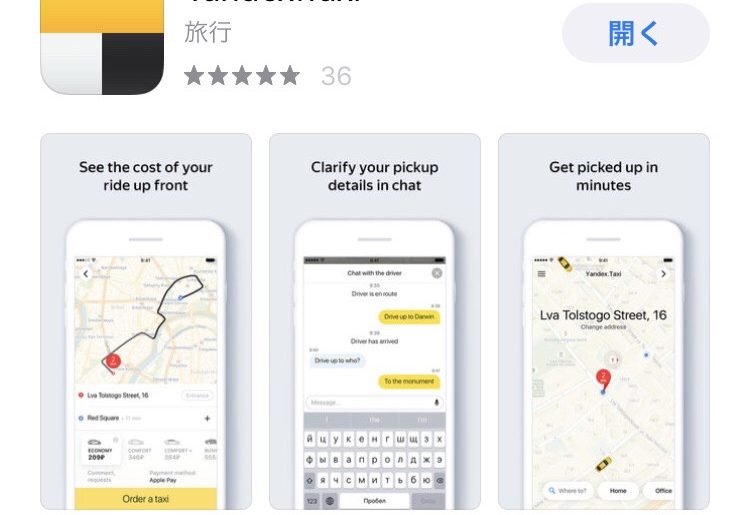 旅行
開く
★★★★★ 36
See the cost of your
ride up front
Lva Tolstogo Street, 16
Entrance
Red Square • 11 min
ECONOMY
COMFORT
COMFORT +
209₽
346₽
Comment,
requests
Payment method
Apple Pay
Order a taxi
Clarify your pickup
details in chat
9:41
Chat with the driver
Driver is en route
Drive up to Darwin
Driver has arrived
Drive up to who?
To the monument
Message...
I
the
I'm
й ц у к е н г ш щ з х
ф ы в а п р о л д ж э
я ч с м и т ь б ю
123
Пробел
Get picked up in
minutes
9:41
Yandex.Taxi
Lva Tolstogo Street, 16
Change address
Where to?
Home
Office